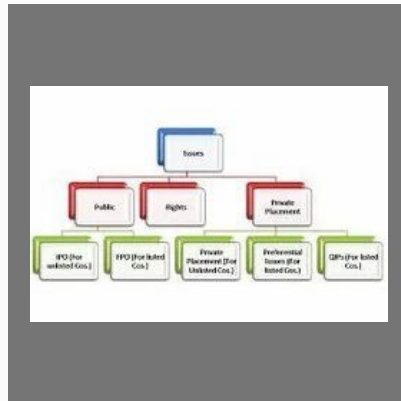 Issues
Public
Rights
Private
Placement
IPO (For
unlisted Cos.)
FPO (For listed
Cos.)
Private
Placement (For
Unlisted Cos.)
Preferential
Issues (For
listed Cos.)
QIPs (For listed
Cos.)